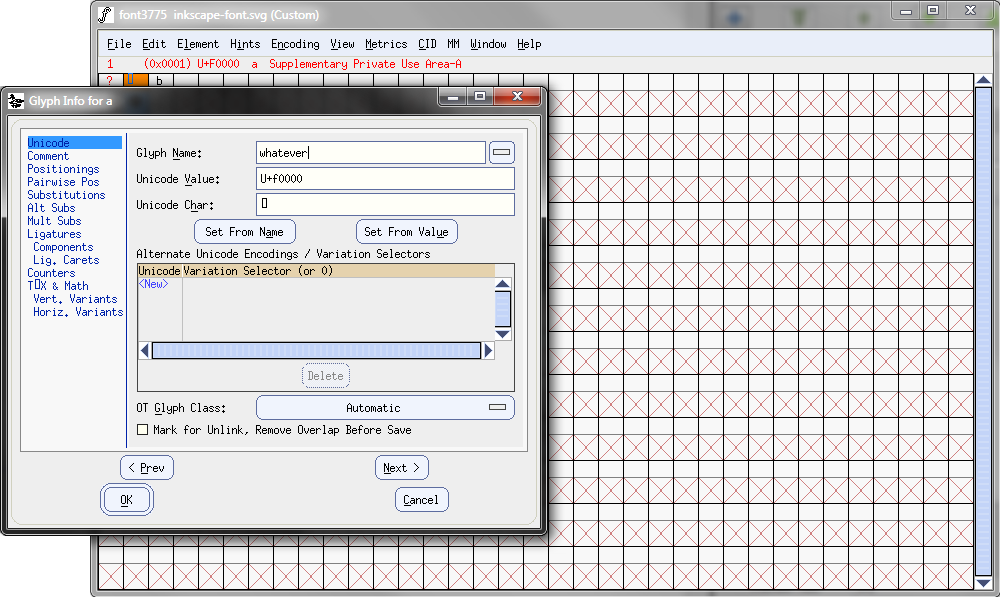 font3775 inkscape-font.svg (Custom)
File Edit Element Hints Encoding View Metrics CID MM Window Help
1 (0x0001) U+F0000 a Supplementary Private Use Area-A
? b
Glyph Info for a
Unicode
Comment
Positionings
Pairwise Pos
Substitutions
Alt Subs
Mult Subs
Ligatures
Components
Lig. Carets
Counters
T▯X & Math
Vert. Variants
Horiz. Variants
Glyph Name: whatever
Unicode Value: U+f0000
Unicode Char: ▯
Set From Name Set From Value
Alternate Unicode Encodings / Variation Selectors
Unicode Variation Selector (or 0)
<New>
Delete
OT Glyph Class: Automatic
Mark for Unlink, Remove Overlap Before Save
< Prev Next >
OK Cancel